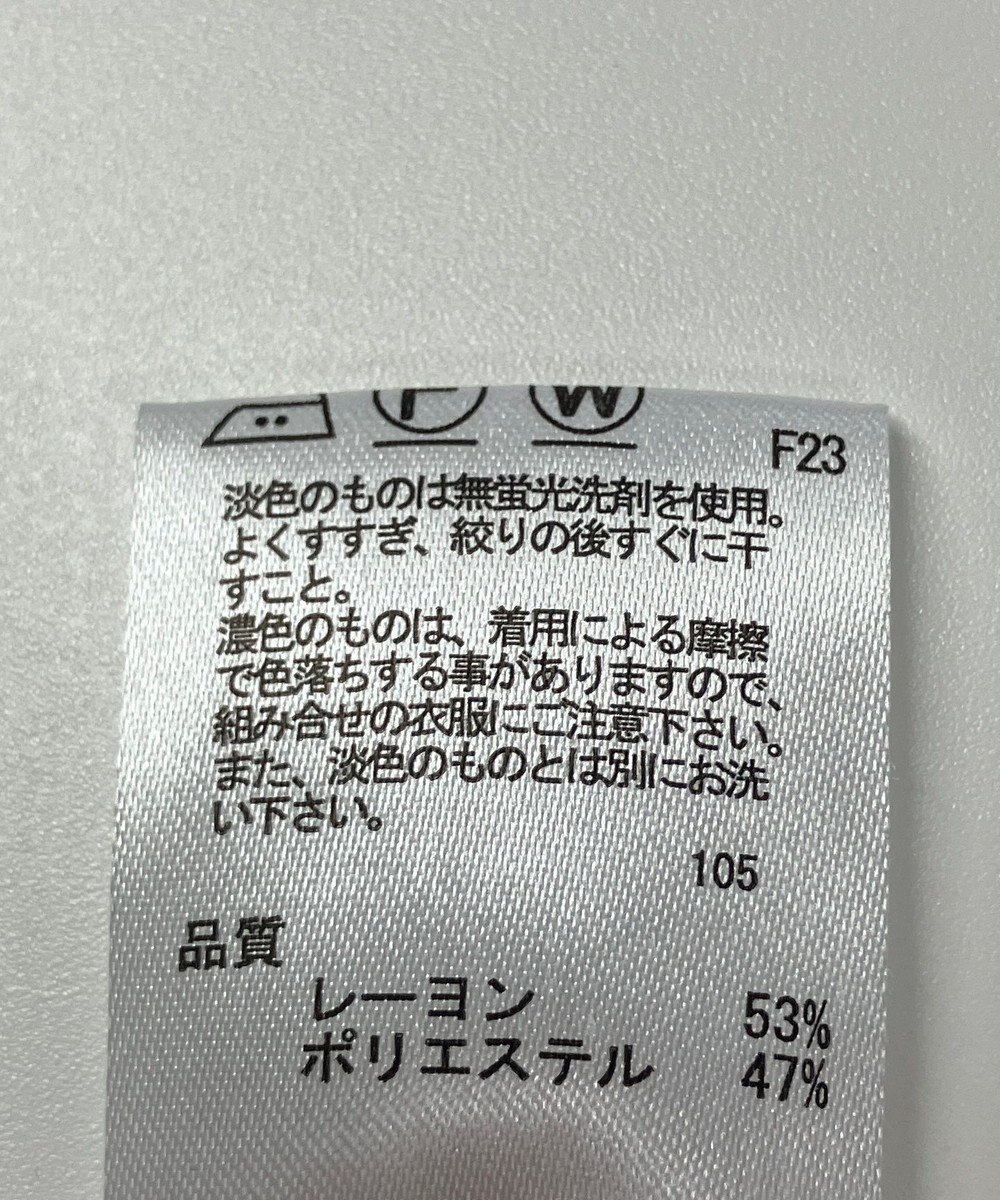 F W
F23
淡色のものは無蛍光洗剤を使用。
よくすすぎ、絞りの後すぐに干
すこと。
濃色のものは、着用による摩擦
で色落ちする事がありますので、
組み合せの衣服にご注意下さい。
また、淡色のものとは別にお洗
い下さい。
105
品質
レーヨン 53%
ポリエステル 47%